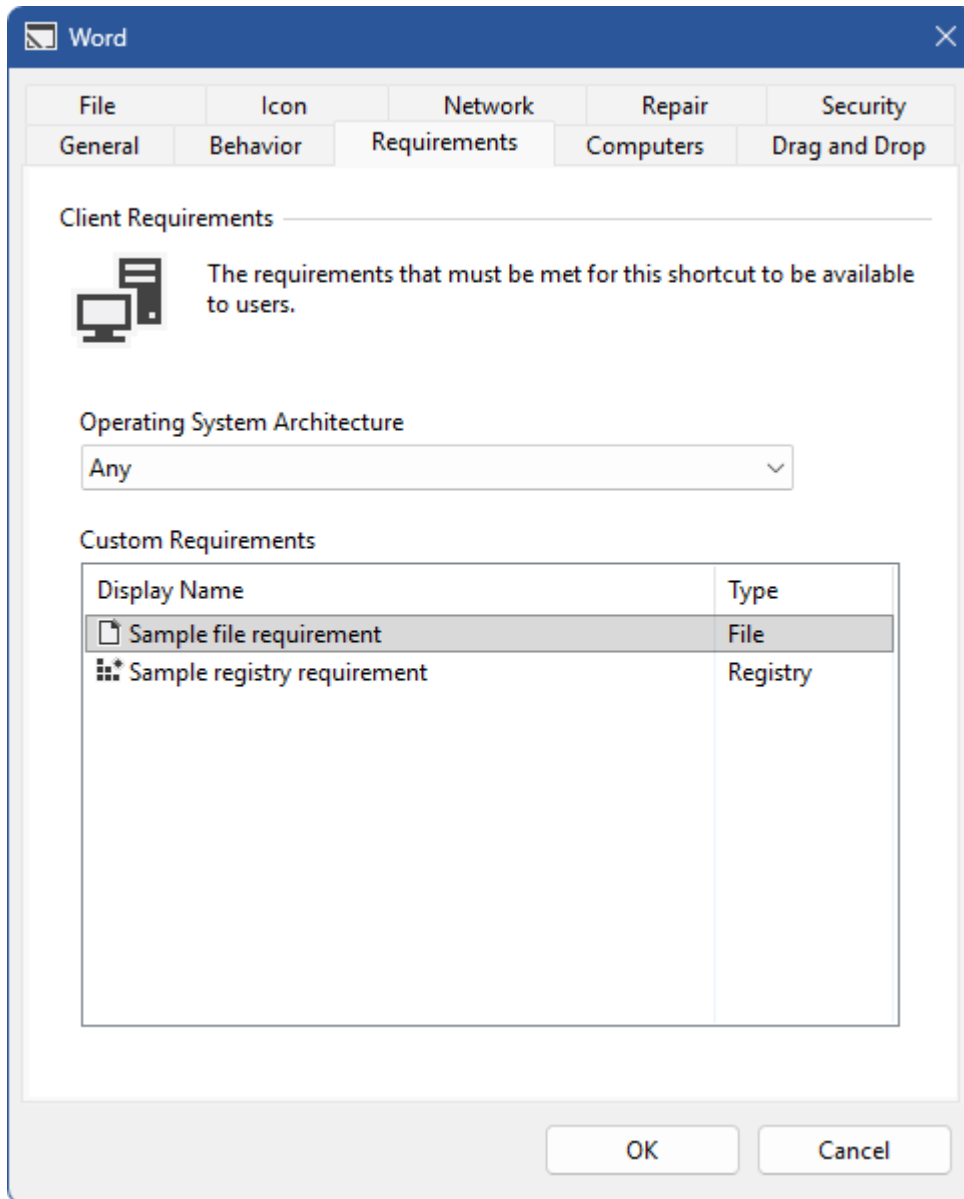 Word
File Icon Network Repair Security
General Behavior Requirements Computers Drag and Drop
Client Requirements
The requirements that must be met for this shortcut to be available
to users.
Operating System Architecture
Any
Custom Requirements
Display Name Type
Sample file requirement File
Sample registry requirement Registry
OK Cancel